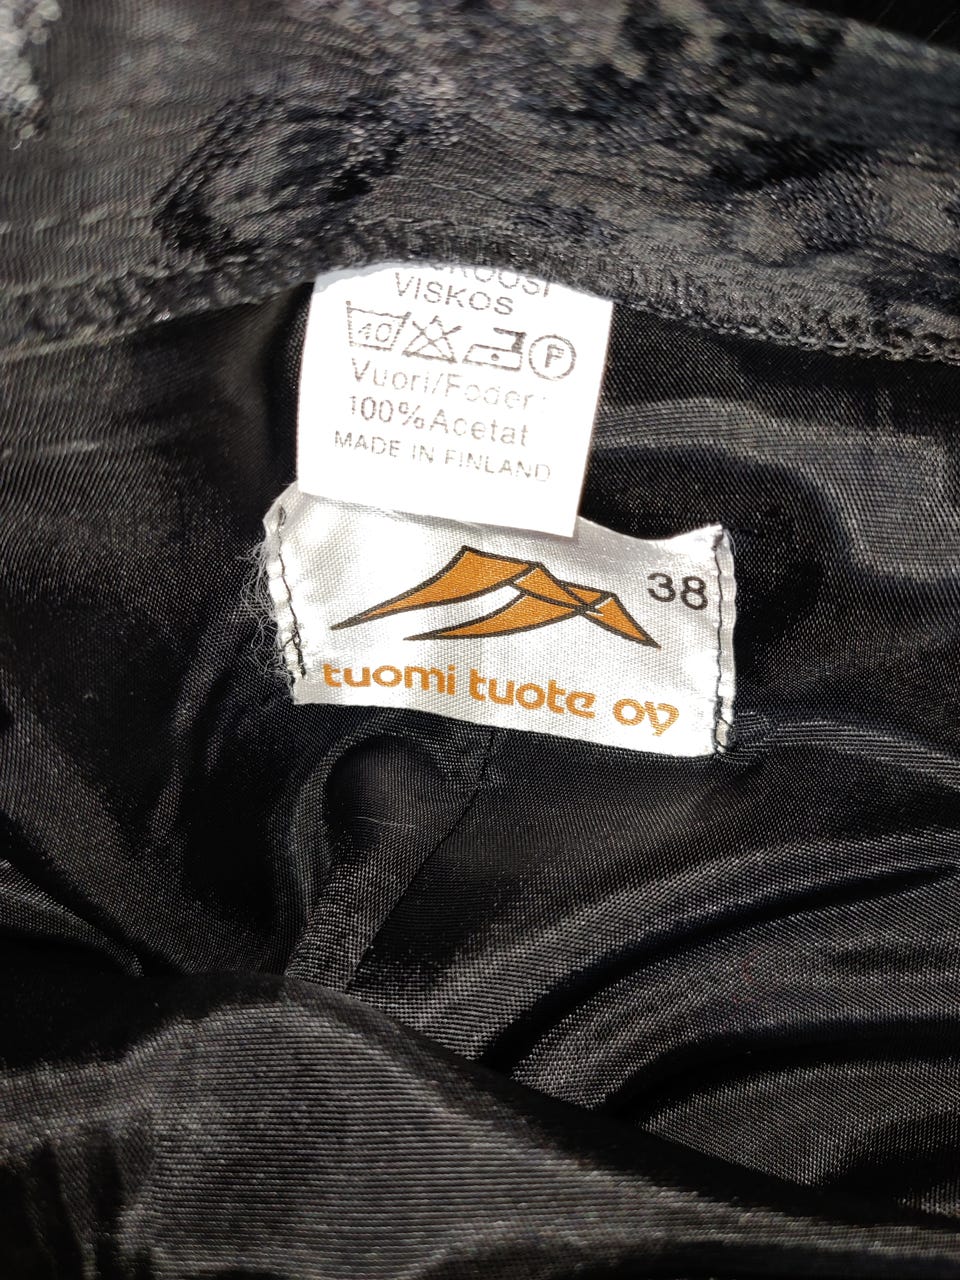 VISKOS
40 P
Vuori/Foder:
100% Acetat
MADE IN FINLAND
38
tuomi tuote oy